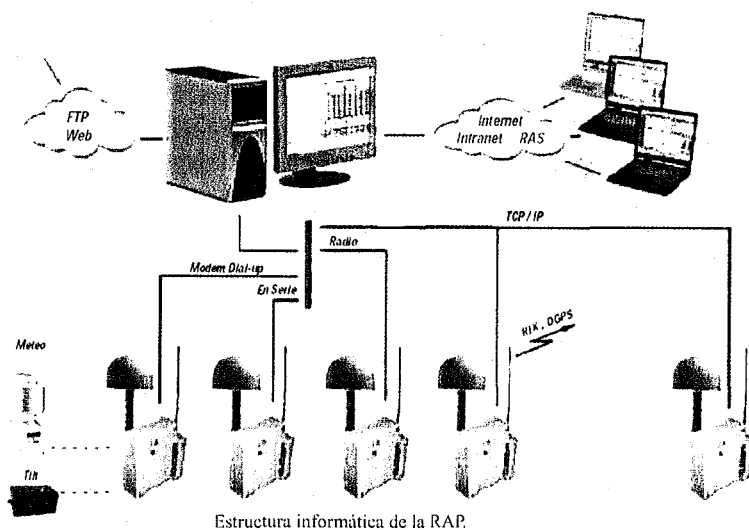 FTP
Web
Internet
Intranet RAS
TCP / IP
Radio
Modem Dial-up
En Serie
RTK, DGPS
Meteo
Tilt
Estructura informática de la RAP.